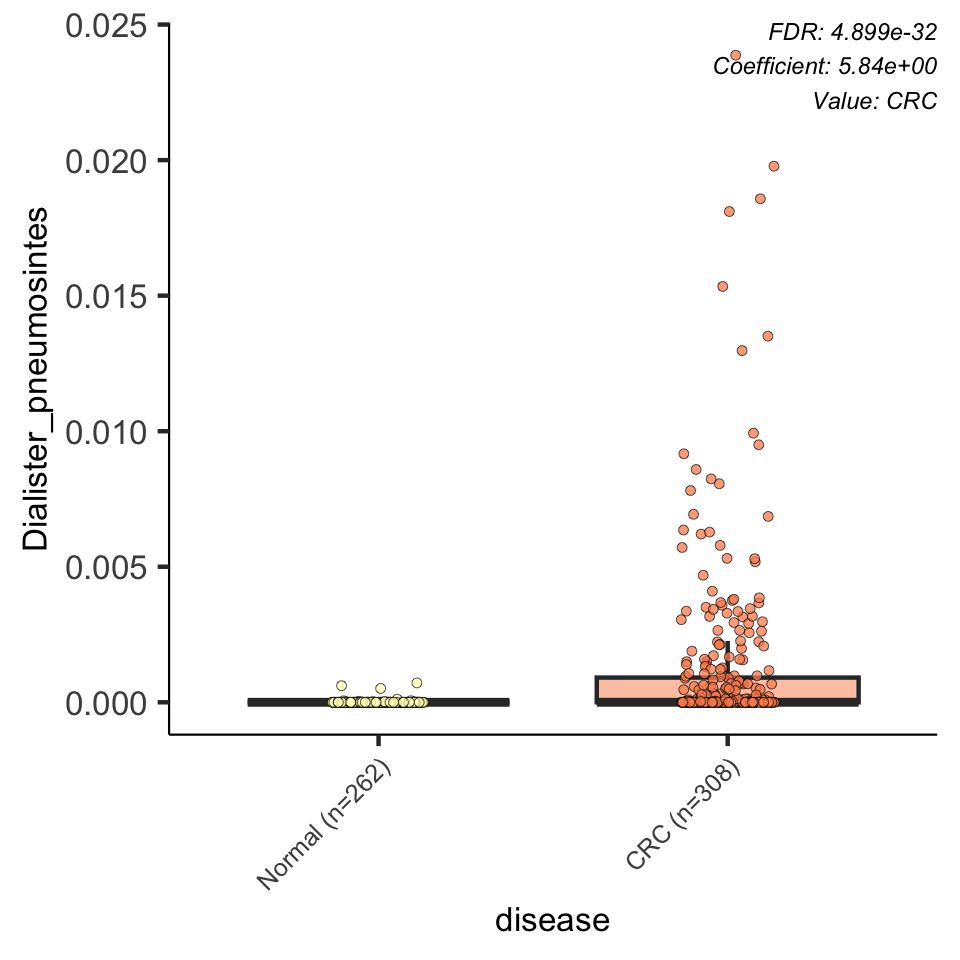 FDR: 4.899e-32
Coefficient: 5.84e+00
Value: CRC
Dialister_pneumosintes
0.025
0.020
0.015
0.010
0.005
0.000
Normal (n=262)
CRC (n=308)
disease